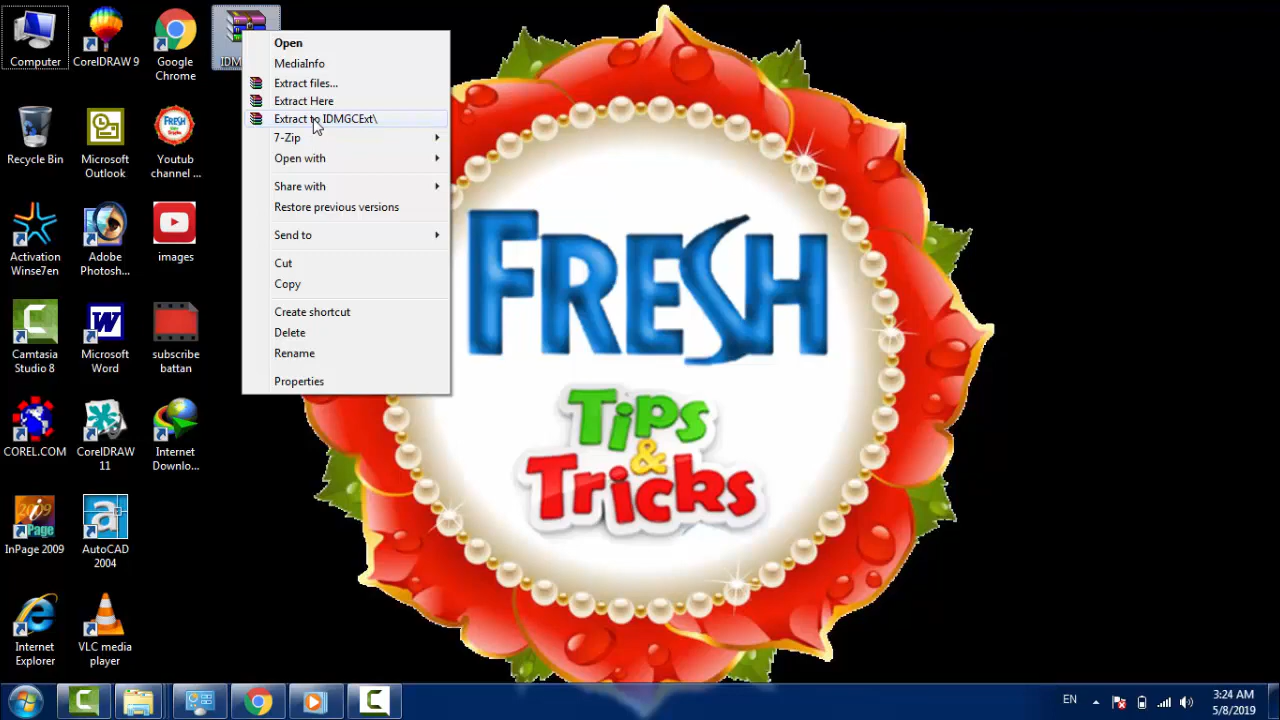 Computer
CorelDRAW 9
Google
Chrome
IDM
Recycle Bin
Microsoft
Outlook
Youtub
channel ...
Activation
Winse7en
Adobe
Photosh...
images
Camtasia
Studio 8
Microsoft
Word
subscribe
battan
COREL.COM
CorelDRAW
11
Internet
Downlo...
InPage 2009
AutoCAD
2004
Internet
Explorer
VLC media
player
Open
MediaInfo
Extract files...
Extract Here
Extract to IDMGCExt\
7-Zip
Open with
Share with
Restore previous versions
Send to
Cut
Copy
Create shortcut
Delete
Rename
Properties
FRESH
Tips
&
Tricks
EN
3:24 AM
5/8/2019